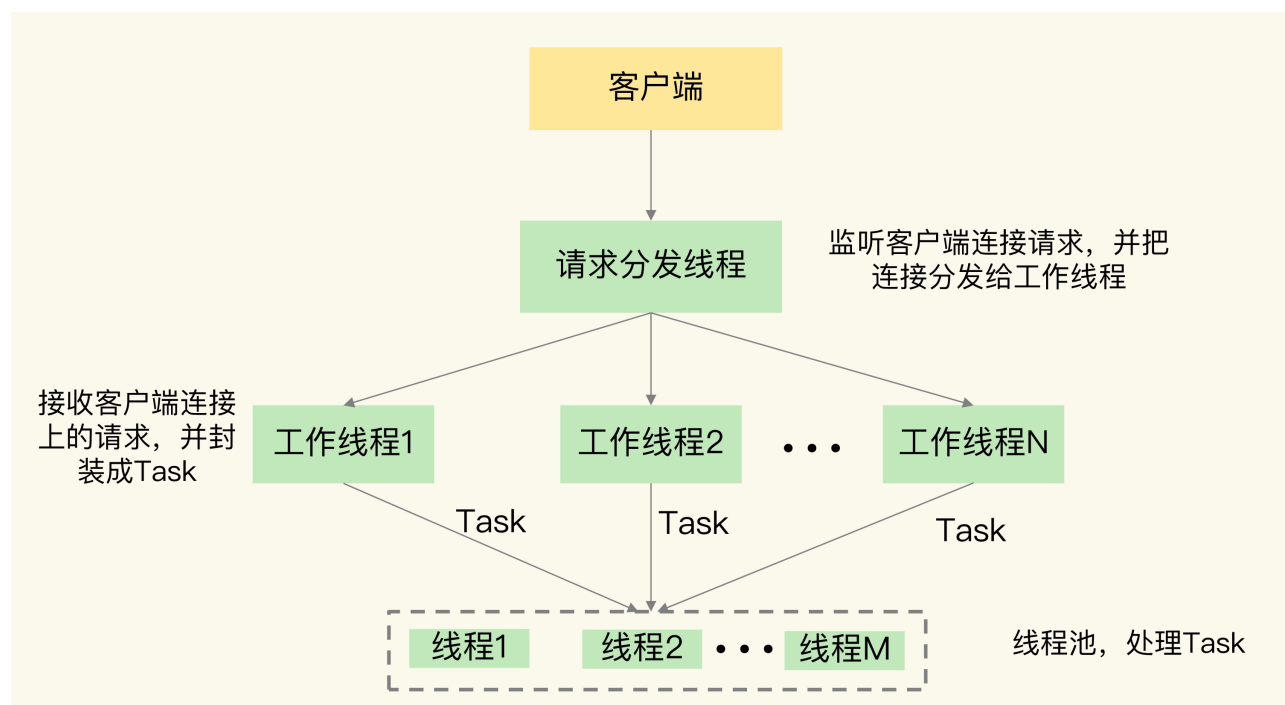 客户端
请求分发线程
监听客户端连接请求，并把
连接分发给工作线程
接收客户端连接
上的请求，并封
装成Task
工作线程1
工作线程2
•••
工作线程N
Task
Task
Task
线程1
线程2
•••
线程M
线程池，处理Task